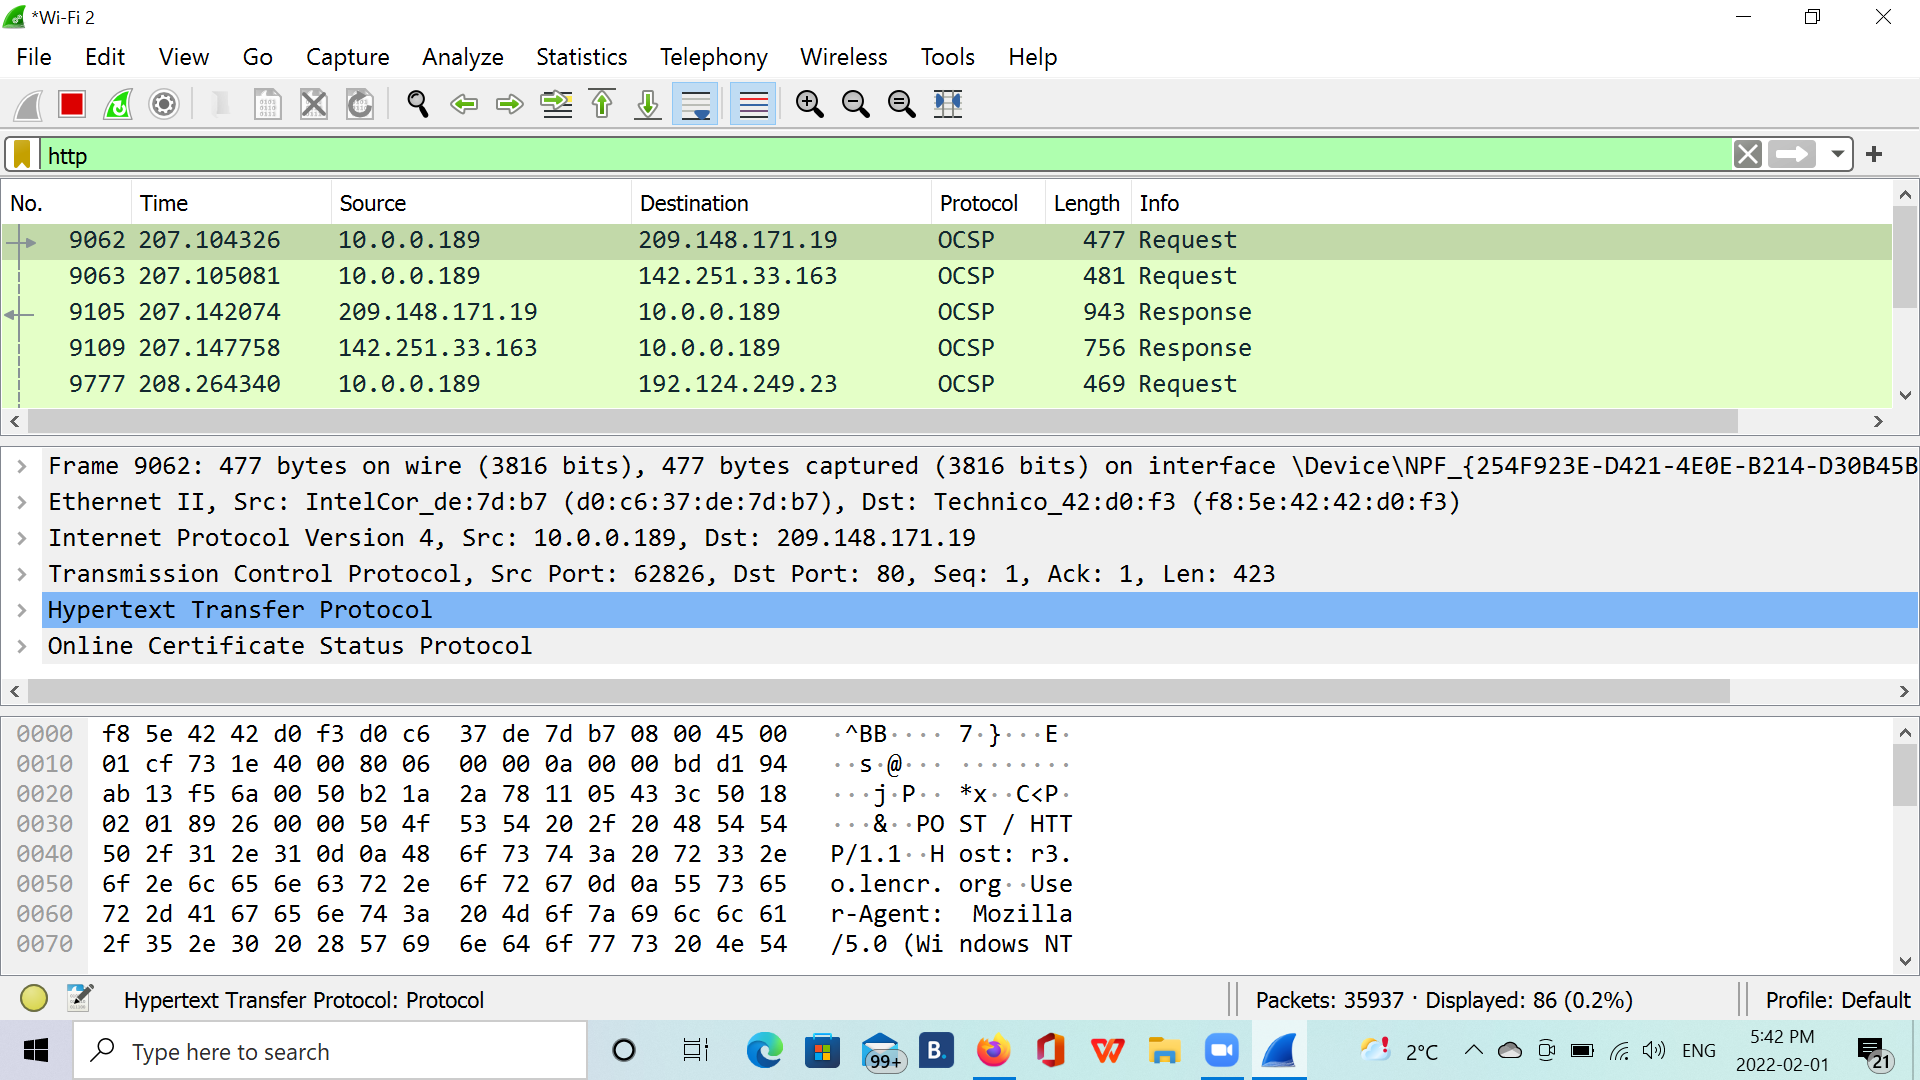 *Wi-Fi 2
File Edit View Go Capture Analyze Statistics Telephony Wireless Tools Help
http
No. Time Source Destination Protocol Length Info
9062 207.104326 10.0.0.189 209.148.171.19 OCSP 477 Request
9063 207.105081 10.0.0.189 142.251.33.163 OCSP 481 Request
9105 207.142074 209.148.171.19 10.0.0.189 OCSP 943 Response
9109 207.147758 142.251.33.163 10.0.0.189 OCSP 756 Response
9777 208.264340 10.0.0.189 192.124.249.23 OCSP 469 Request
Frame 9062: 477 bytes on wire (3816 bits), 477 bytes captured (3816 bits) on interface \Device\NPF_{254F923E-D421-4E0E-B214-D30B45B
Ethernet II, Src: IntelCor_de:7d:b7 (d0:c6:37:de:7d:b7), Dst: Technico_42:d0:f3 (f8:5e:42:42:d0:f3)
Internet Protocol Version 4, Src: 10.0.0.189, Dst: 209.148.171.19
Transmission Control Protocol, Src Port: 62826, Dst Port: 80, Seq: 1, Ack: 1, Len: 423
Hypertext Transfer Protocol
Online Certificate Status Protocol
0000 f8 5e 42 42 d0 f3 d0 c6 37 de 7d b7 08 00 45 00 ·^BB···· 7·}···E·
0010 01 cf 73 1e 40 00 80 06 00 00 0a 00 00 bd d1 94 ··s·@··· ········
0020 ab 13 f5 6a 00 50 b2 1a 2a 78 11 05 43 3c 50 18 ···j·P·· *x··C<P·
0030 02 01 89 26 00 00 50 4f 53 54 20 2f 20 48 54 54 ···&··PO ST / HTT
0040 50 2f 31 2e 31 0d 0a 48 6f 73 74 3a 20 72 33 2e P/1.1··H ost: r3.
0050 6f 2e 6c 65 6e 63 72 2e 6f 72 67 0d 0a 55 73 65 o.lencr. org··Use
0060 72 2d 41 67 65 6e 74 3a 20 4d 6f 7a 69 6c 6c 61 r-Agent: Mozilla
0070 2f 35 2e 30 20 28 57 69 6e 64 6f 77 73 20 4e 54 /5.0 (Wi ndows NT
Hypertext Transfer Protocol: Protocol Packets: 35937 · Displayed: 86 (0.2%) Profile: Default
Type here to search 99+ B. 2°C ENG 5:42 PM
2022-02-01 21